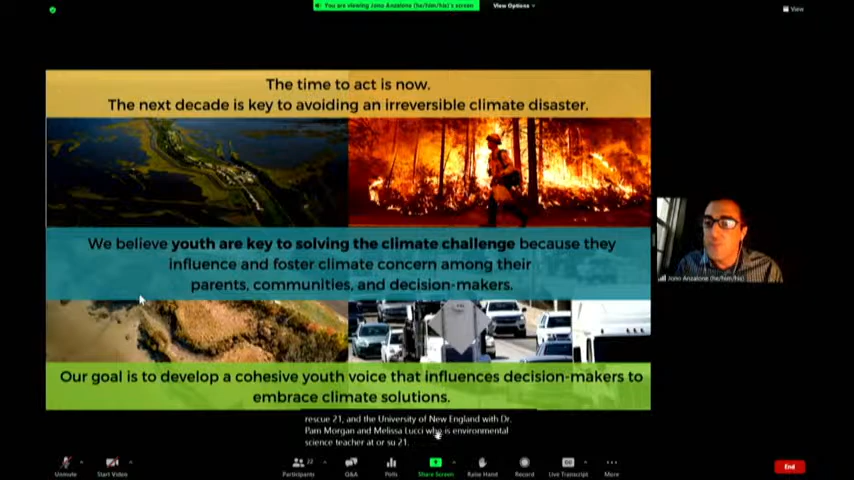 You are viewing Jono Anzalone (he/him/his)'s screen
View Options
View
The time to act is now.
The next decade is key to avoiding an irreversible climate disaster.
We believe youth are key to solving the climate challenge because they
influence and foster climate concern among their
parents, communities, and decision-makers.
Jono Anzalone (he/him/his)
Our goal is to develop a cohesive youth voice that influences decision-makers to
embrace climate solutions.
rescue 21, and the University of New England with Dr.
Pam Morgan and Melissa Lucci who is environmental
science teacher at or su 21.
Unmute
Start Video
Participants
22
Q&A
Polls
Share Screen
Raise Hand
Record
Live Transcript
More
End